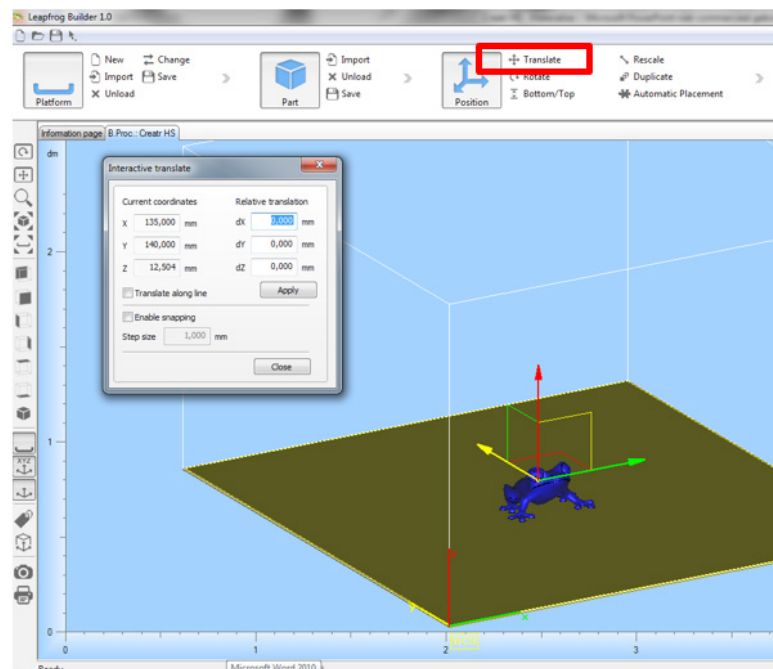 Leapfrog Builder 1.0
New Change
Import Save
Unload
Platform
Import
Unload
Save
Part
Translate Rescale
Rotate Duplicate
Bottom/Top Automatic Placement
Position
Information page B.Proc.: Creatr HS
dm
Interactive translate
Current coordinates Relative translation
X 135,000 mm dX 0,000 mm
Y 140,000 mm dY 0,000 mm
Z 12,504 mm dZ 0,000 mm
Translate along line Apply
Enable snapping
Step size 1,000 mm
Close
2
1
0
XYZ
z
y x
WCS
0 1 2 3
Ready
Microsoft Word 2010